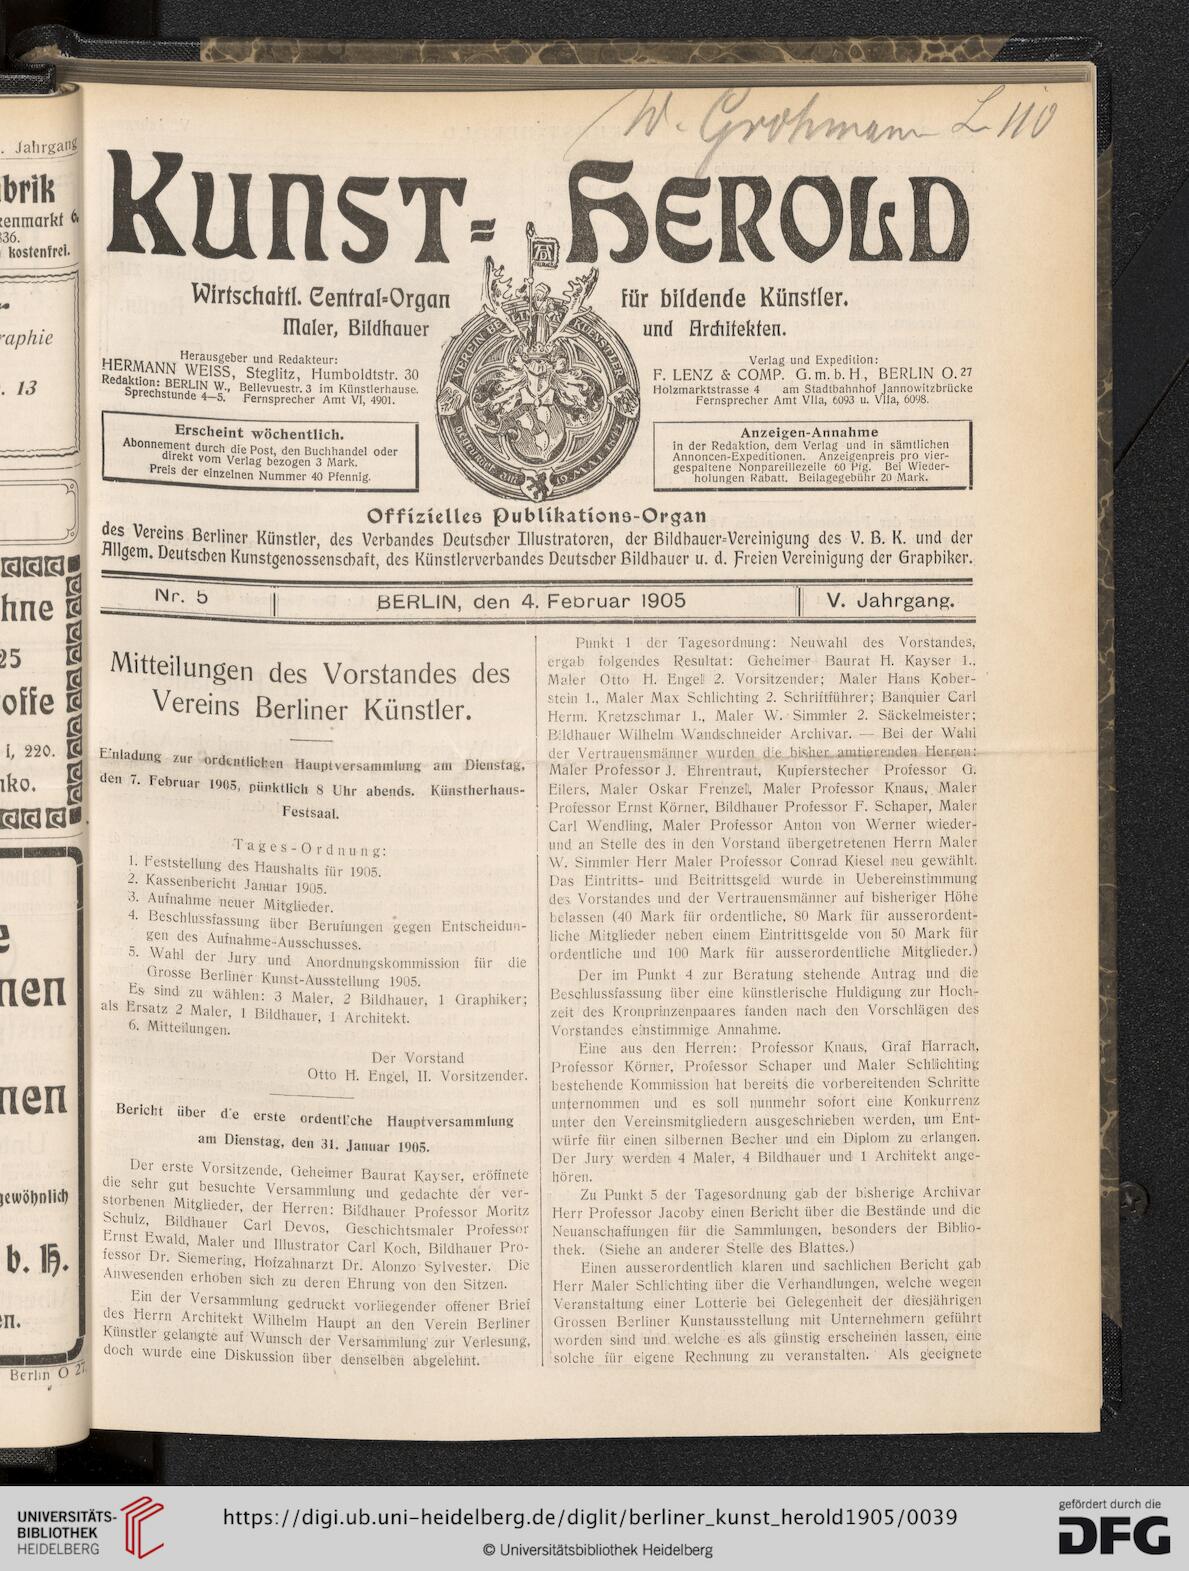 W. Grohmann L 110
. Jahrgang
brik
kenmarkt 6.
kostenfrei.
raphie
. 13
hne
25
offe
i, 220.
nko.
nen
nen
gewöhnlich
b. H.
en.
Berlin O 27.
KUNST=HEROLD
Wirtschaftl. Central=Organ für bildende Künstler.
Maler, Bildhauer und Architekten.
VEREIN BERLINER KÜNSTLER
Herausgeber und Redakteur:
HERMANN WEISS, Steglitz, Humboldtstr. 30
Redaktion: BERLIN W., Bellevuestr. 3 im Künstlerhause.
Sprechstunde 4—5. Fernsprecher Amt VI, 4901.
Verlag und Expedition:
F. LENZ & COMP. G. m. b. H., BERLIN O. 27
Holzmarktstrasse 4 am Stadtbahnhof Jannowitzbrücke
Fernsprecher Amt VIIa, 6093 u. VIIa, 6098.
Erscheint wöchentlich.
Abonnement durch die Post, den Buchhandel oder
direkt vom Verlag bezogen 3 Mark.
Preis der einzelnen Nummer 40 Pfennig.
Anzeigen-Annahme
in der Redaktion, dem Verlag und in sämtlichen
Annoncen-Expeditionen. Anzeigenpreis pro vier-
gespaltene Nonpareillezeile 60 Pfg. Bei Wieder-
holungen Rabatt. Beilagegebühr 20 Mark.
Offizielles Publikations-Organ
des Vereins Berliner Künstler, des Verbandes Deutscher Illustratoren, der Bildhauer=Vereinigung des V. B. K. und der
Allgem. Deutschen Kunstgenossenschaft, des Künstlerverbandes Deutscher Bildhauer u. d. Freien Vereinigung der Graphiker.
Nr. 5 BERLIN, den 4. Februar 1905 V. Jahrgang.
Mitteilungen des Vorstandes des
Vereins Berliner Künstler.
Einladung zur ordentlichen Hauptversammlung am Dienstag,
den 7. Februar 1905, pünktlich 8 Uhr abends. Künstlerhaus-
Festsaal.
Tages-Ordnung:
1. Feststellung des Haushalts für 1905.
2. Kassenbericht Januar 1905.
3. Aufnahme neuer Mitglieder.
4. Beschlussfassung über Berufungen gegen Entscheidun-
gen des Aufnahme-Ausschusses.
5. Wahl der Jury und Anordnungskommission für die
Grosse Berliner Kunst-Ausstellung 1905.
Es sind zu wählen: 3 Maler, 2 Bildhauer, 1 Graphiker;
als Ersatz 2 Maler, 1 Bildhauer, 1 Architekt.
6. Mitteilungen.
Der Vorstand
Otto H. Engel, II. Vorsitzender.
Bericht über die erste ordentliche Hauptversammlung
am Dienstag, den 31. Januar 1905.
Der erste Vorsitzende, Geheimer Baurat Kayser, eröffnete
die sehr gut besuchte Versammlung und gedachte der ver-
storbenen Mitglieder, der Herren: Bildhauer Professor Moritz
Schulz, Bildhauer Carl Devos, Geschichtsmaler Professor
Ernst Ewald, Maler und Illustrator Carl Koch, Bildhauer Pro-
fessor Dr. Siemering, Hofzahnarzt Dr. Alonzo Sylvester. Die
Anwesenden erhoben sich zu deren Ehrung von den Sitzen.
Ein der Versammlung gedruckt vorliegender offener Brief
des Herrn Architekt Wilhelm Haupt an den Verein Berliner
Künstler gelangte auf Wunsch der Versammlung zur Verlesung,
doch wurde eine Diskussion über denselben abgelehnt.
Punkt 1 der Tagesordnung: Neuwahl des Vorstandes,
ergab folgendes Resultat: Geheimer Baurat H. Kayser 1.,
Maler Otto H. Engel 2. Vorsitzender; Maler Hans Kober-
stein 1., Maler Max Schlichting 2. Schriftführer; Banquier Carl
Herm. Kretzschmar 1., Maler W. Simmler 2. Säckelmeister;
Bildhauer Wilhelm Wandschneider Archivar. — Bei der Wahl
der Vertrauensmänner wurden die bisher amtierenden Herren:
Maler Professor J. Ehrentraut, Kupferstecher Professor G.
Eilers, Maler Oskar Frenzel, Maler Professor Knaus, Maler
Professor Ernst Körner, Bildhauer Professor F. Schaper, Maler
Carl Wendling, Maler Professor Anton von Werner wieder-
und an Stelle des in den Vorstand übergetretenen Herrn Maler
W. Simmler Herr Maler Professor Conrad Kiesel neu gewählt.
Das Eintritts- und Beitrittsgeld wurde in Uebereinstimmung
des Vorstandes und der Vertrauensmänner auf bisheriger Höhe
belassen (40 Mark für ordentliche, 80 Mark für ausserordent-
liche Mitglieder neben einem Eintrittsgelde von 50 Mark für
ordentliche und 100 Mark für ausserordentliche Mitglieder.)
Der im Punkt 4 zur Beratung stehende Antrag und die
Beschlussfassung über eine künstlerische Huldigung zur Hoch-
zeit des Kronprinzenpaares fanden nach den Vorschlägen des
Vorstandes einstimmige Annahme.
Eine aus den Herren: Professor Knaus, Graf Harrach,
Professor Körner, Professor Schaper und Maler Schlichting
bestehende Kommission hat bereits die vorbereitenden Schritte
unternommen und es soll nunmehr sofort eine Konkurrenz
unter den Vereinsmitgliedern ausgeschrieben werden, um Ent-
würfe für einen silbernen Becher und ein Diplom zu erlangen.
Der Jury werden 4 Maler, 4 Bildhauer und 1 Architekt ange-
hören.
Zu Punkt 5 der Tagesordnung gab der bisherige Archivar
Herr Professor Jacoby einen Bericht über die Bestände und die
Neuanschaffungen für die Sammlungen, besonders der Biblio-
thek. (Siehe an anderer Stelle des Blattes.)
Einen ausserordentlich klaren und sachlichen Bericht gab
Herr Maler Schlichting über die Verhandlungen, welche wegen
Veranstaltung einer Lotterie bei Gelegenheit der diesjährigen
Grossen Berliner Kunstausstellung mit Unternehmern geführt
worden sind und welche es als günstig erscheinen lassen, eine
solche für eigene Rechnung zu veranstalten. Als geeignete
UNIVERSITÄTS-
BIBLIOTHEK
HEIDELBERG
https://digi.ub.uni-heidelberg.de/diglit/berliner_kunst_herold1905/0039
© Universitätsbibliothek Heidelberg
gefördert durch die
DFG